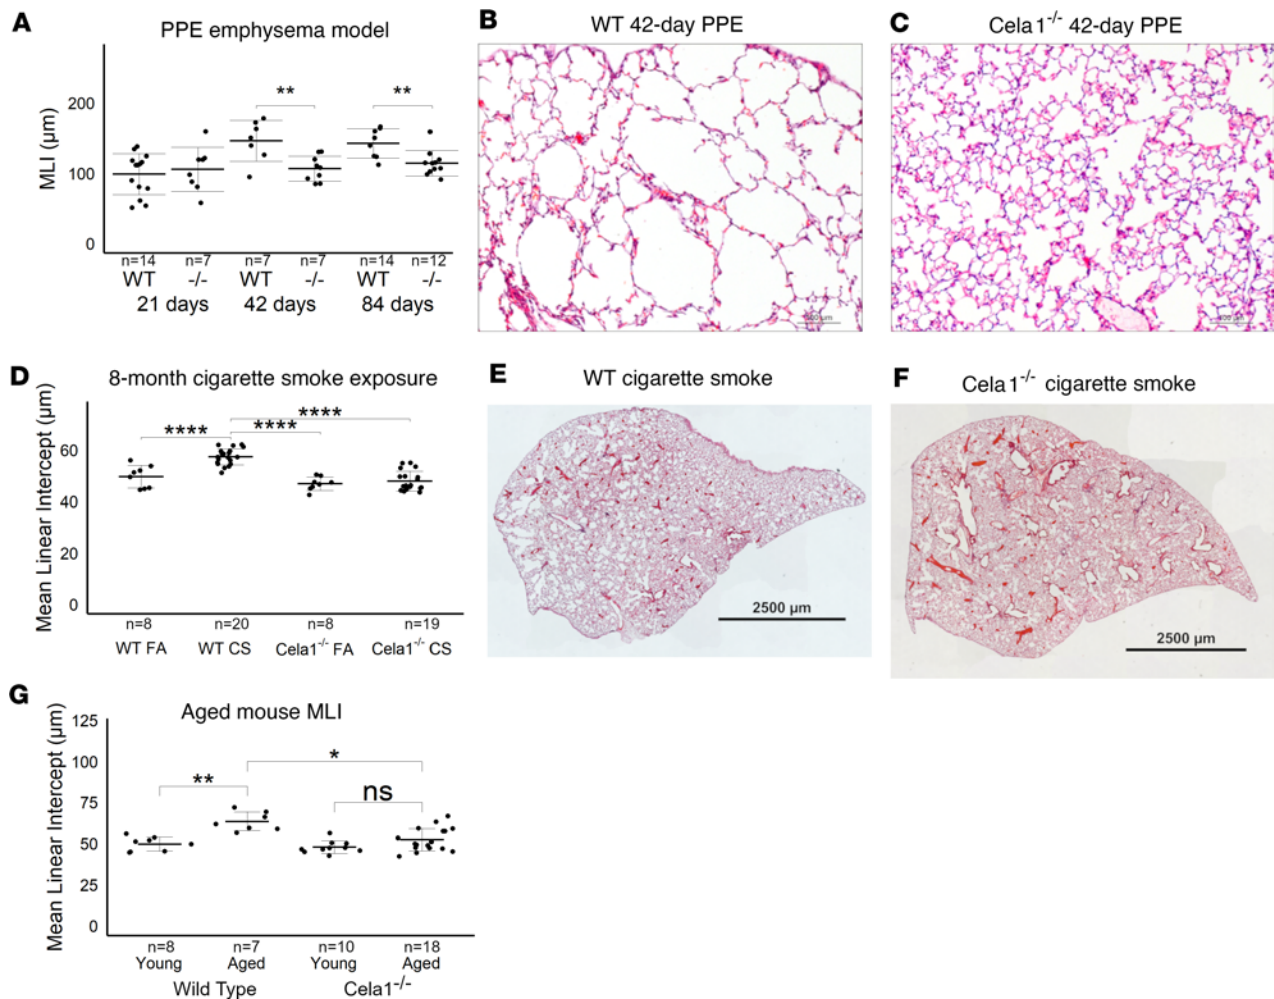 A
PPE emphysema model
MLI (µm)
200
100
0
**
**
n=14 n=7 n=7 n=7 n=14 n=12
WT -/- WT -/- WT -/-
21 days 42 days 84 days
B
WT 42-day PPE
C
Cela1-/- 42-day PPE
D
8-month cigarette smoke exposure
Mean Linear Intercept (µm)
60
40
20
0
****
****
****
n=8 n=20 n=8 n=19
WT FA WT CS Cela1-/- FA Cela1-/- CS
E
WT cigarette smoke
2500 µm
F
Cela1-/- cigarette smoke
2500 µm
G
Aged mouse MLI
Mean Linear Intercept (µm)
125
100
75
50
25
0
**
*
ns
n=8 n=7 n=10 n=18
Young Aged Young Aged
Wild Type Cela1-/-